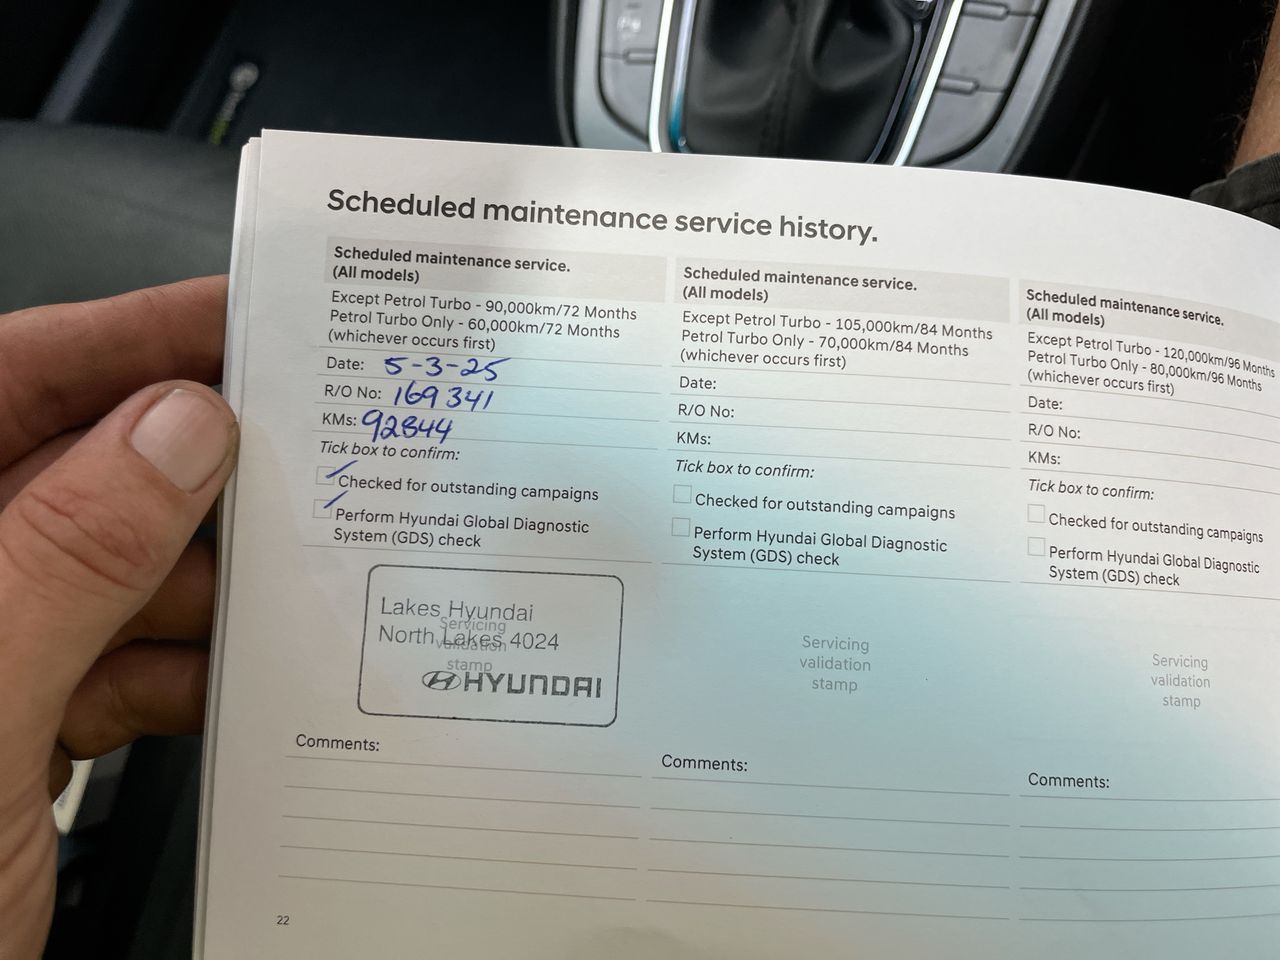 Scheduled maintenance service history.
Scheduled maintenance service.
(All models)
Except Petrol Turbo - 90,000km/72 Months
Petrol Turbo Only - 60,000km/72 Months
(whichever occurs first)
Date: 5-3-25
R/O No: 169341
KMs: 92844
Tick box to confirm:
Checked for outstanding campaigns
Perform Hyundai Global Diagnostic
System (GDS) check
Lakes Hyundai
North Lakes 4024
Servicing
validation
stamp
HYUNDAI
Comments:
Scheduled maintenance service.
(All models)
Except Petrol Turbo - 105,000km/84 Months
Petrol Turbo Only - 70,000km/84 Months
(whichever occurs first)
Date:
R/O No:
KMs:
Tick box to confirm:
Checked for outstanding campaigns
Perform Hyundai Global Diagnostic
System (GDS) check
Servicing
validation
stamp
Comments:
Scheduled maintenance service.
(All models)
Except Petrol Turbo - 120,000km/96 Months
Petrol Turbo Only - 80,000km/96 Months
(whichever occurs first)
Date:
R/O No:
KMs:
Tick box to confirm:
Checked for outstanding campaigns
Perform Hyundai Global Diagnostic
System (GDS) check
Servicing
validation
stamp
Comments:
22